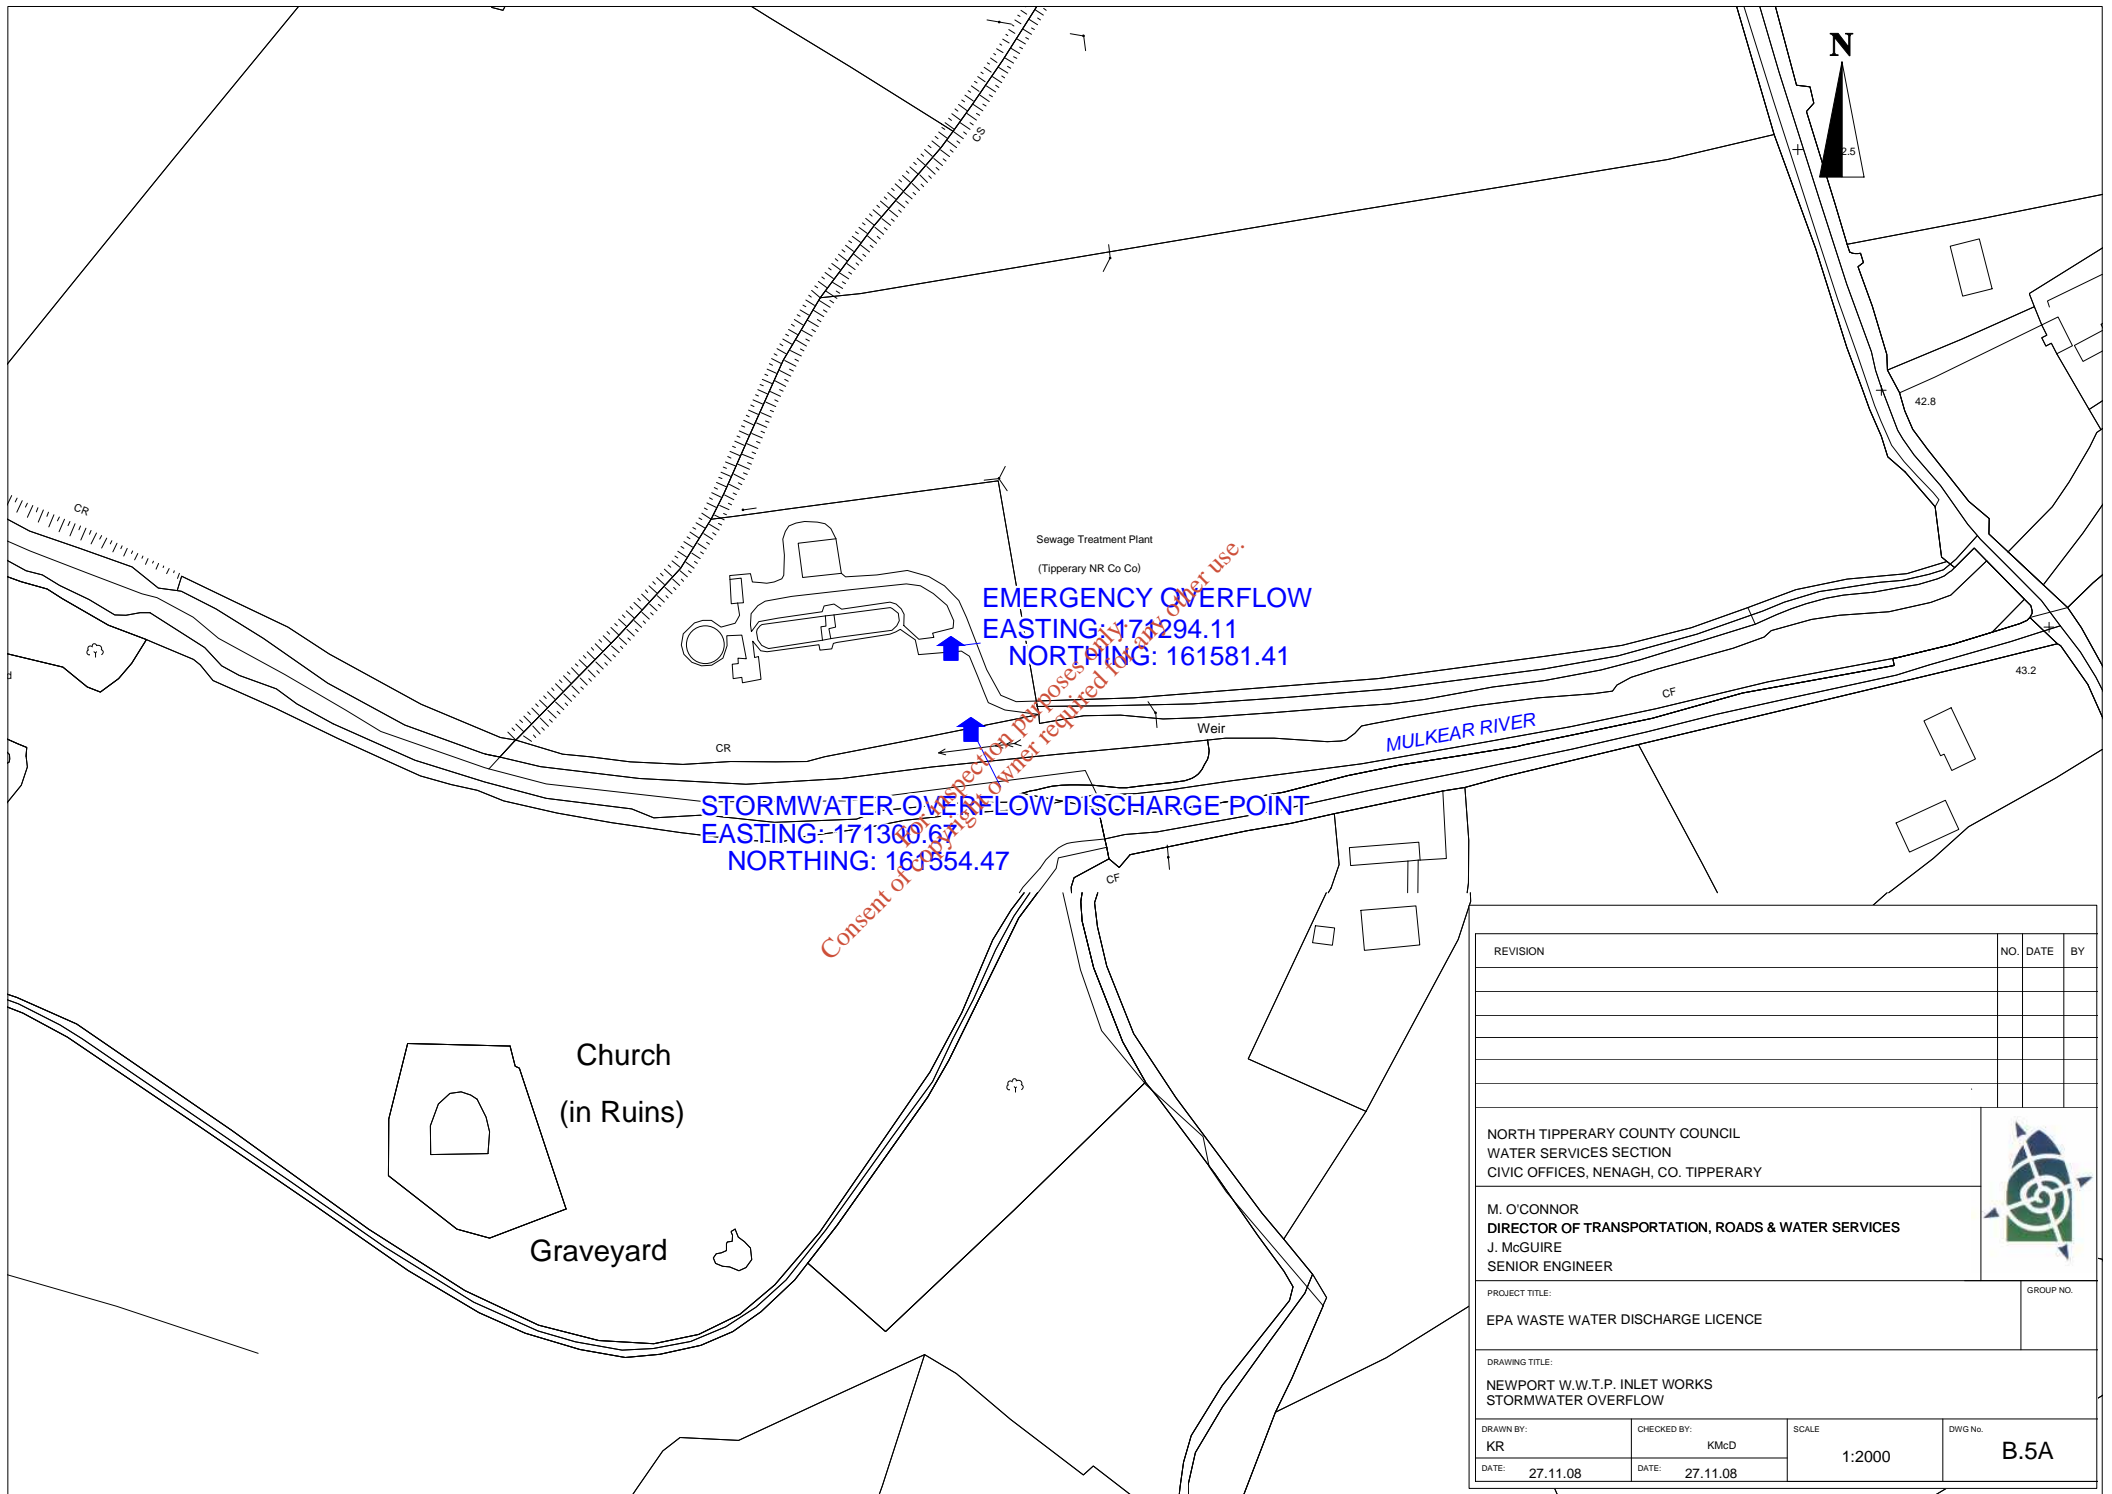 N
2.5
CS
42.8
CR
Sewage Treatment Plant
(Tipperary NR Co Co)
EMERGENCY OVERFLOW
EASTING: 171294.11
NORTHING: 161581.41
43.2
CF
Weir
MULKEAR RIVER
CR
STORMWATER OVERFLOW DISCHARGE POINT
EASTING: 171300.67
NORTHING: 161554.47
CF
For inspection purposes only.
Consent of copyright owner required for any other use.
Church
(in Ruins)
Graveyard
REVISION NO. DATE BY
NORTH TIPPERARY COUNTY COUNCIL
WATER SERVICES SECTION
CIVIC OFFICES, NENAGH, CO. TIPPERARY
M. O'CONNOR
DIRECTOR OF TRANSPORTATION, ROADS & WATER SERVICES
J. McGUIRE
SENIOR ENGINEER
PROJECT TITLE: GROUP NO.
EPA WASTE WATER DISCHARGE LICENCE
DRAWING TITLE:
NEWPORT W.W.T.P. INLET WORKS
STORMWATER OVERFLOW
DRAWN BY: CHECKED BY: SCALE DWG No.
KR KMcD 1:2000 B.5A
DATE: 27.11.08 DATE: 27.11.08